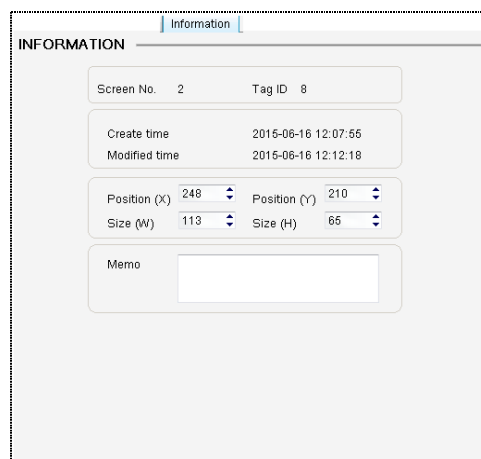 Information
INFORMATION
Screen No. 2 Tag ID 8
Create time 2015-06-16 12:07:55
Modified time 2015-06-16 12:12:18
Position (X) 248 Position (Y) 210
Size (W) 113 Size (H) 65
Memo